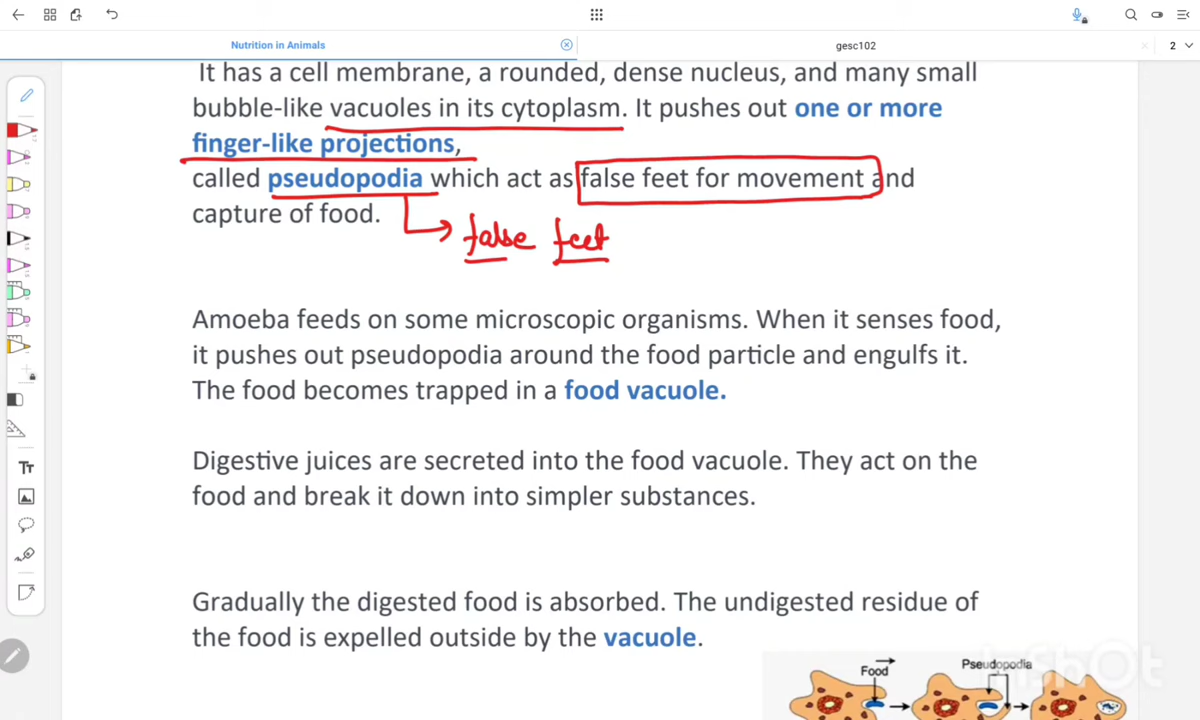 Nutrition in Animals
gesc102
2
It has a cell membrane, a rounded, dense nucleus, and many small
bubble-like vacuoles in its cytoplasm. It pushes out one or more
finger-like projections,
called pseudopodia which act as false feet for movement and
capture of food.
false feet
Amoeba feeds on some microscopic organisms. When it senses food,
it pushes out pseudopodia around the food particle and engulfs it.
The food becomes trapped in a food vacuole.
Digestive juices are secreted into the food vacuole. They act on the
food and break it down into simpler substances.
Gradually the digested food is absorbed. The undigested residue of
the food is expelled outside by the vacuole.
Tт
Food
Pseudopodia
InShOt